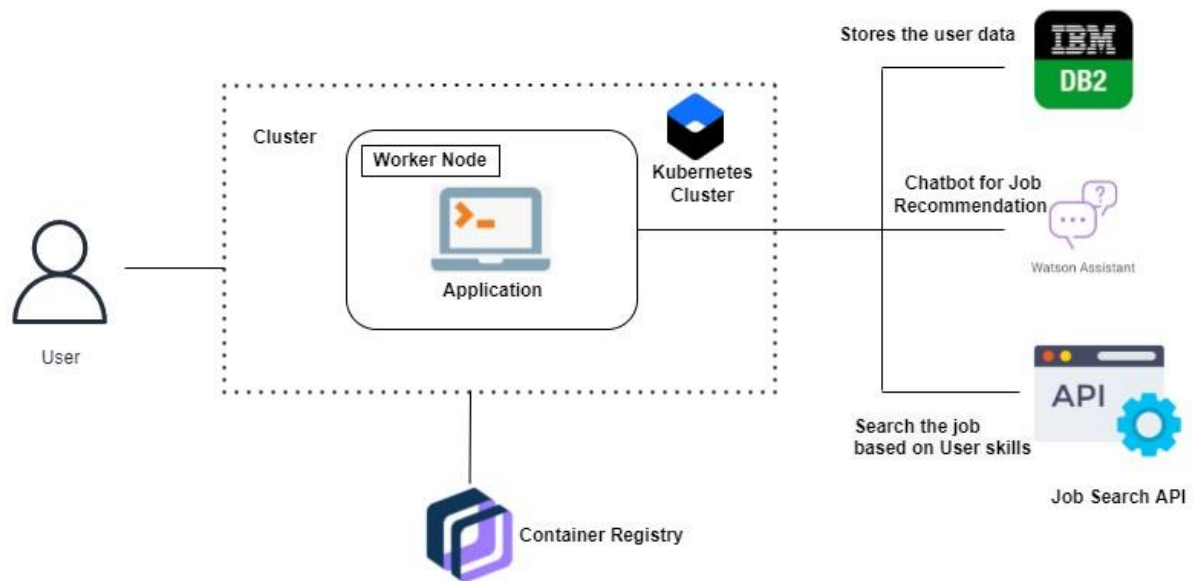 Stores the user data
IBM
DB2
Cluster
Worker Node
Kubernetes
Cluster
Application
Chatbot for Job
Recommendation
?
Watson Assistant
User
API
Search the job
based on User skills
Job Search API
Container Registry